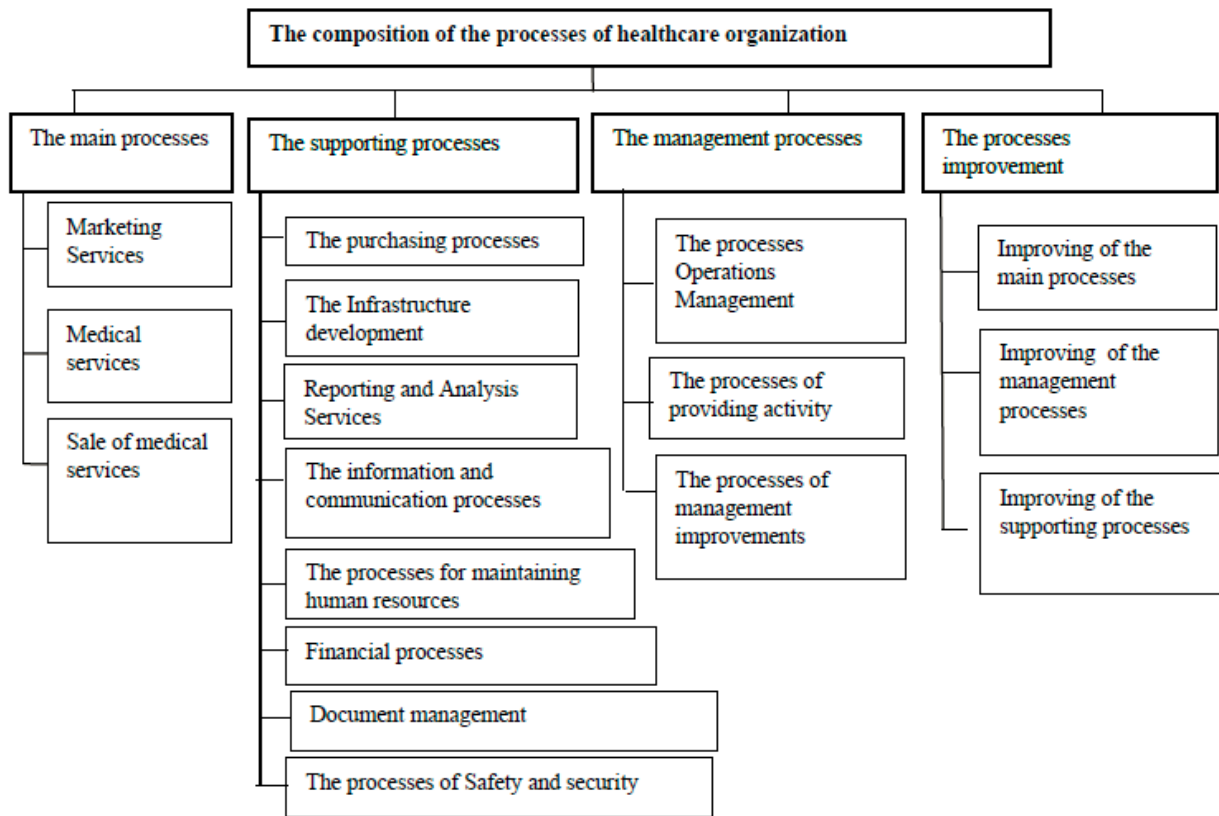 The composition of the processes of healthcare organization
The main processes
Marketing
Services
Medical
services
Sale of medical
services
The supporting processes
The purchasing processes
The Infrastructure
development
Reporting and Analysis
Services
The information and
communication processes
The processes for maintaining
human resources
Financial processes
Document management
The processes of Safety and security
The management processes
The processes
Operations
Management
The processes of
providing activity
The processes of
management
improvements
The processes
improvement
Improving of the
main processes
Improving of the
management
processes
Improving of the
supporting processes